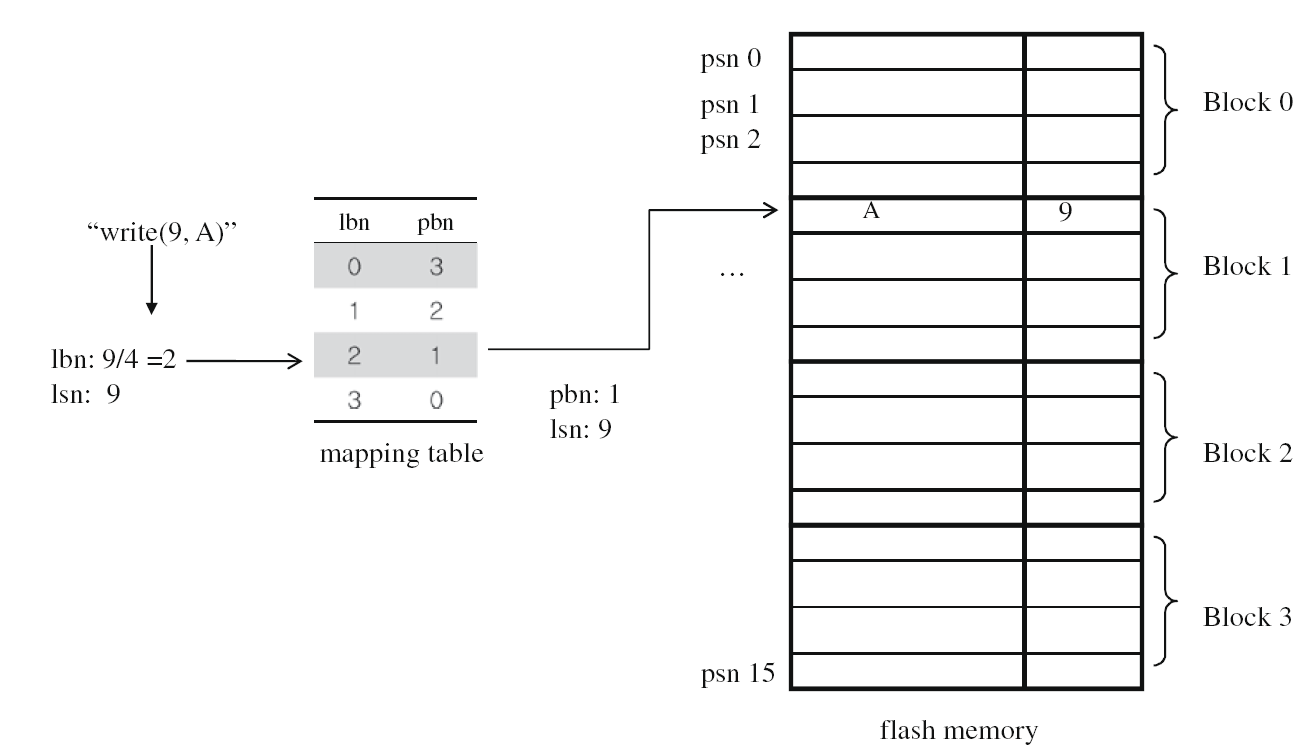 psn 0
psn 1
psn 2
...
psn 15
Block 0
Block 1
Block 2
Block 3
A 9
flash memory
“write(9, A)”
lbn: 9/4 =2
lsn: 9
lbn pbn
0 3
1 2
2 1
3 0
mapping table
pbn: 1
lsn: 9